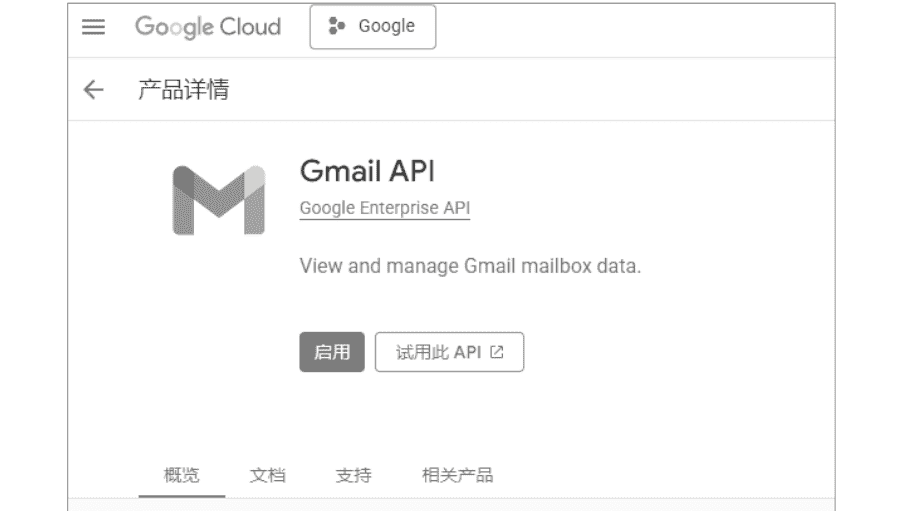 Google Cloud Google
产品详情
Gmail API
Google Enterprise API
View and manage Gmail mailbox data.
启用 试用此 API
概览 文档 支持 相关产品